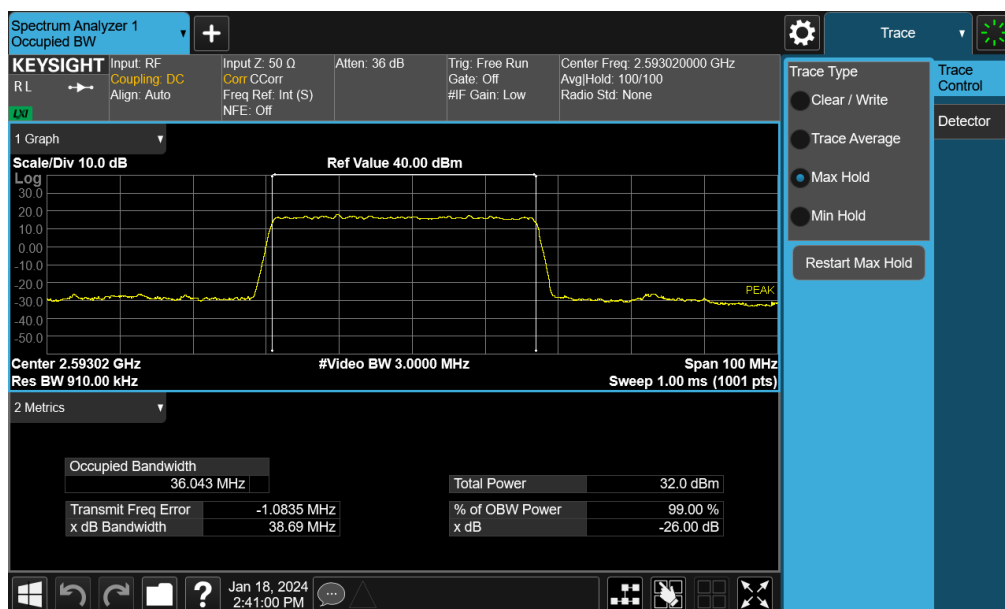 Spectrum Analyzer 1
Occupied BW
Trace
KEYSIGHT
R L
LXI
Input: RF
Coupling: DC
Align: Auto
Input Z: 50 Ω
Corr CCorr
Freq Ref: Int (S)
NFE: Off
Atten: 36 dB
Trig: Free Run
Gate: Off
#IF Gain: Low
Center Freq: 2.593020000 GHz
Avg|Hold: 100/100
Radio Std: None
Trace Type
Clear / Write
Trace Average
Max Hold
Min Hold
Restart Max Hold
Trace
Control
Detector
1 Graph
Scale/Div 10.0 dB
Ref Value 40.00 dBm
Log
30.0
20.0
10.0
0.00
-10.0
-20.0
-30.0
-40.0
-50.0
PEAK
Center 2.59302 GHz
#Video BW 3.0000 MHz
Span 100 MHz
Res BW 910.00 kHz
Sweep 1.00 ms (1001 pts)
2 Metrics
Occupied Bandwidth
36.043 MHz
Total Power 32.0 dBm
Transmit Freq Error -1.0835 MHz
% of OBW Power 99.00 %
x dB Bandwidth 38.69 MHz
x dB -26.00 dB
?
Jan 18, 2024
2:41:00 PM